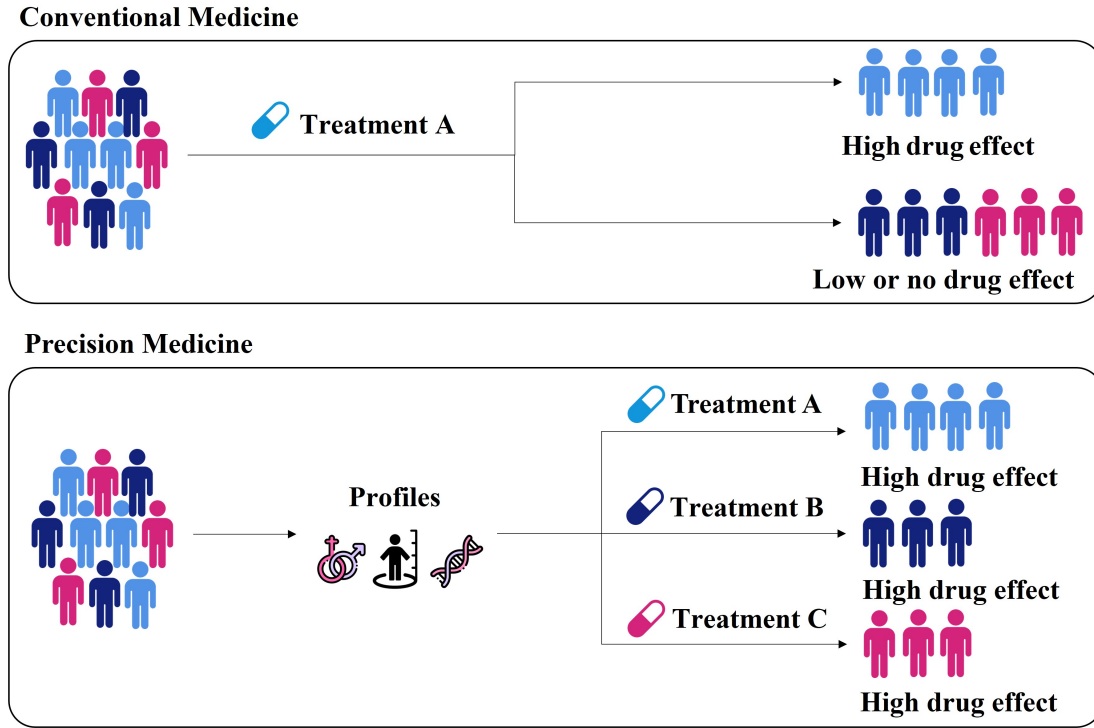 Conventional Medicine
Treatment A
High drug effect
Low or no drug effect
Precision Medicine
Profiles
Treatment A
High drug effect
Treatment B
High drug effect
Treatment C
High drug effect